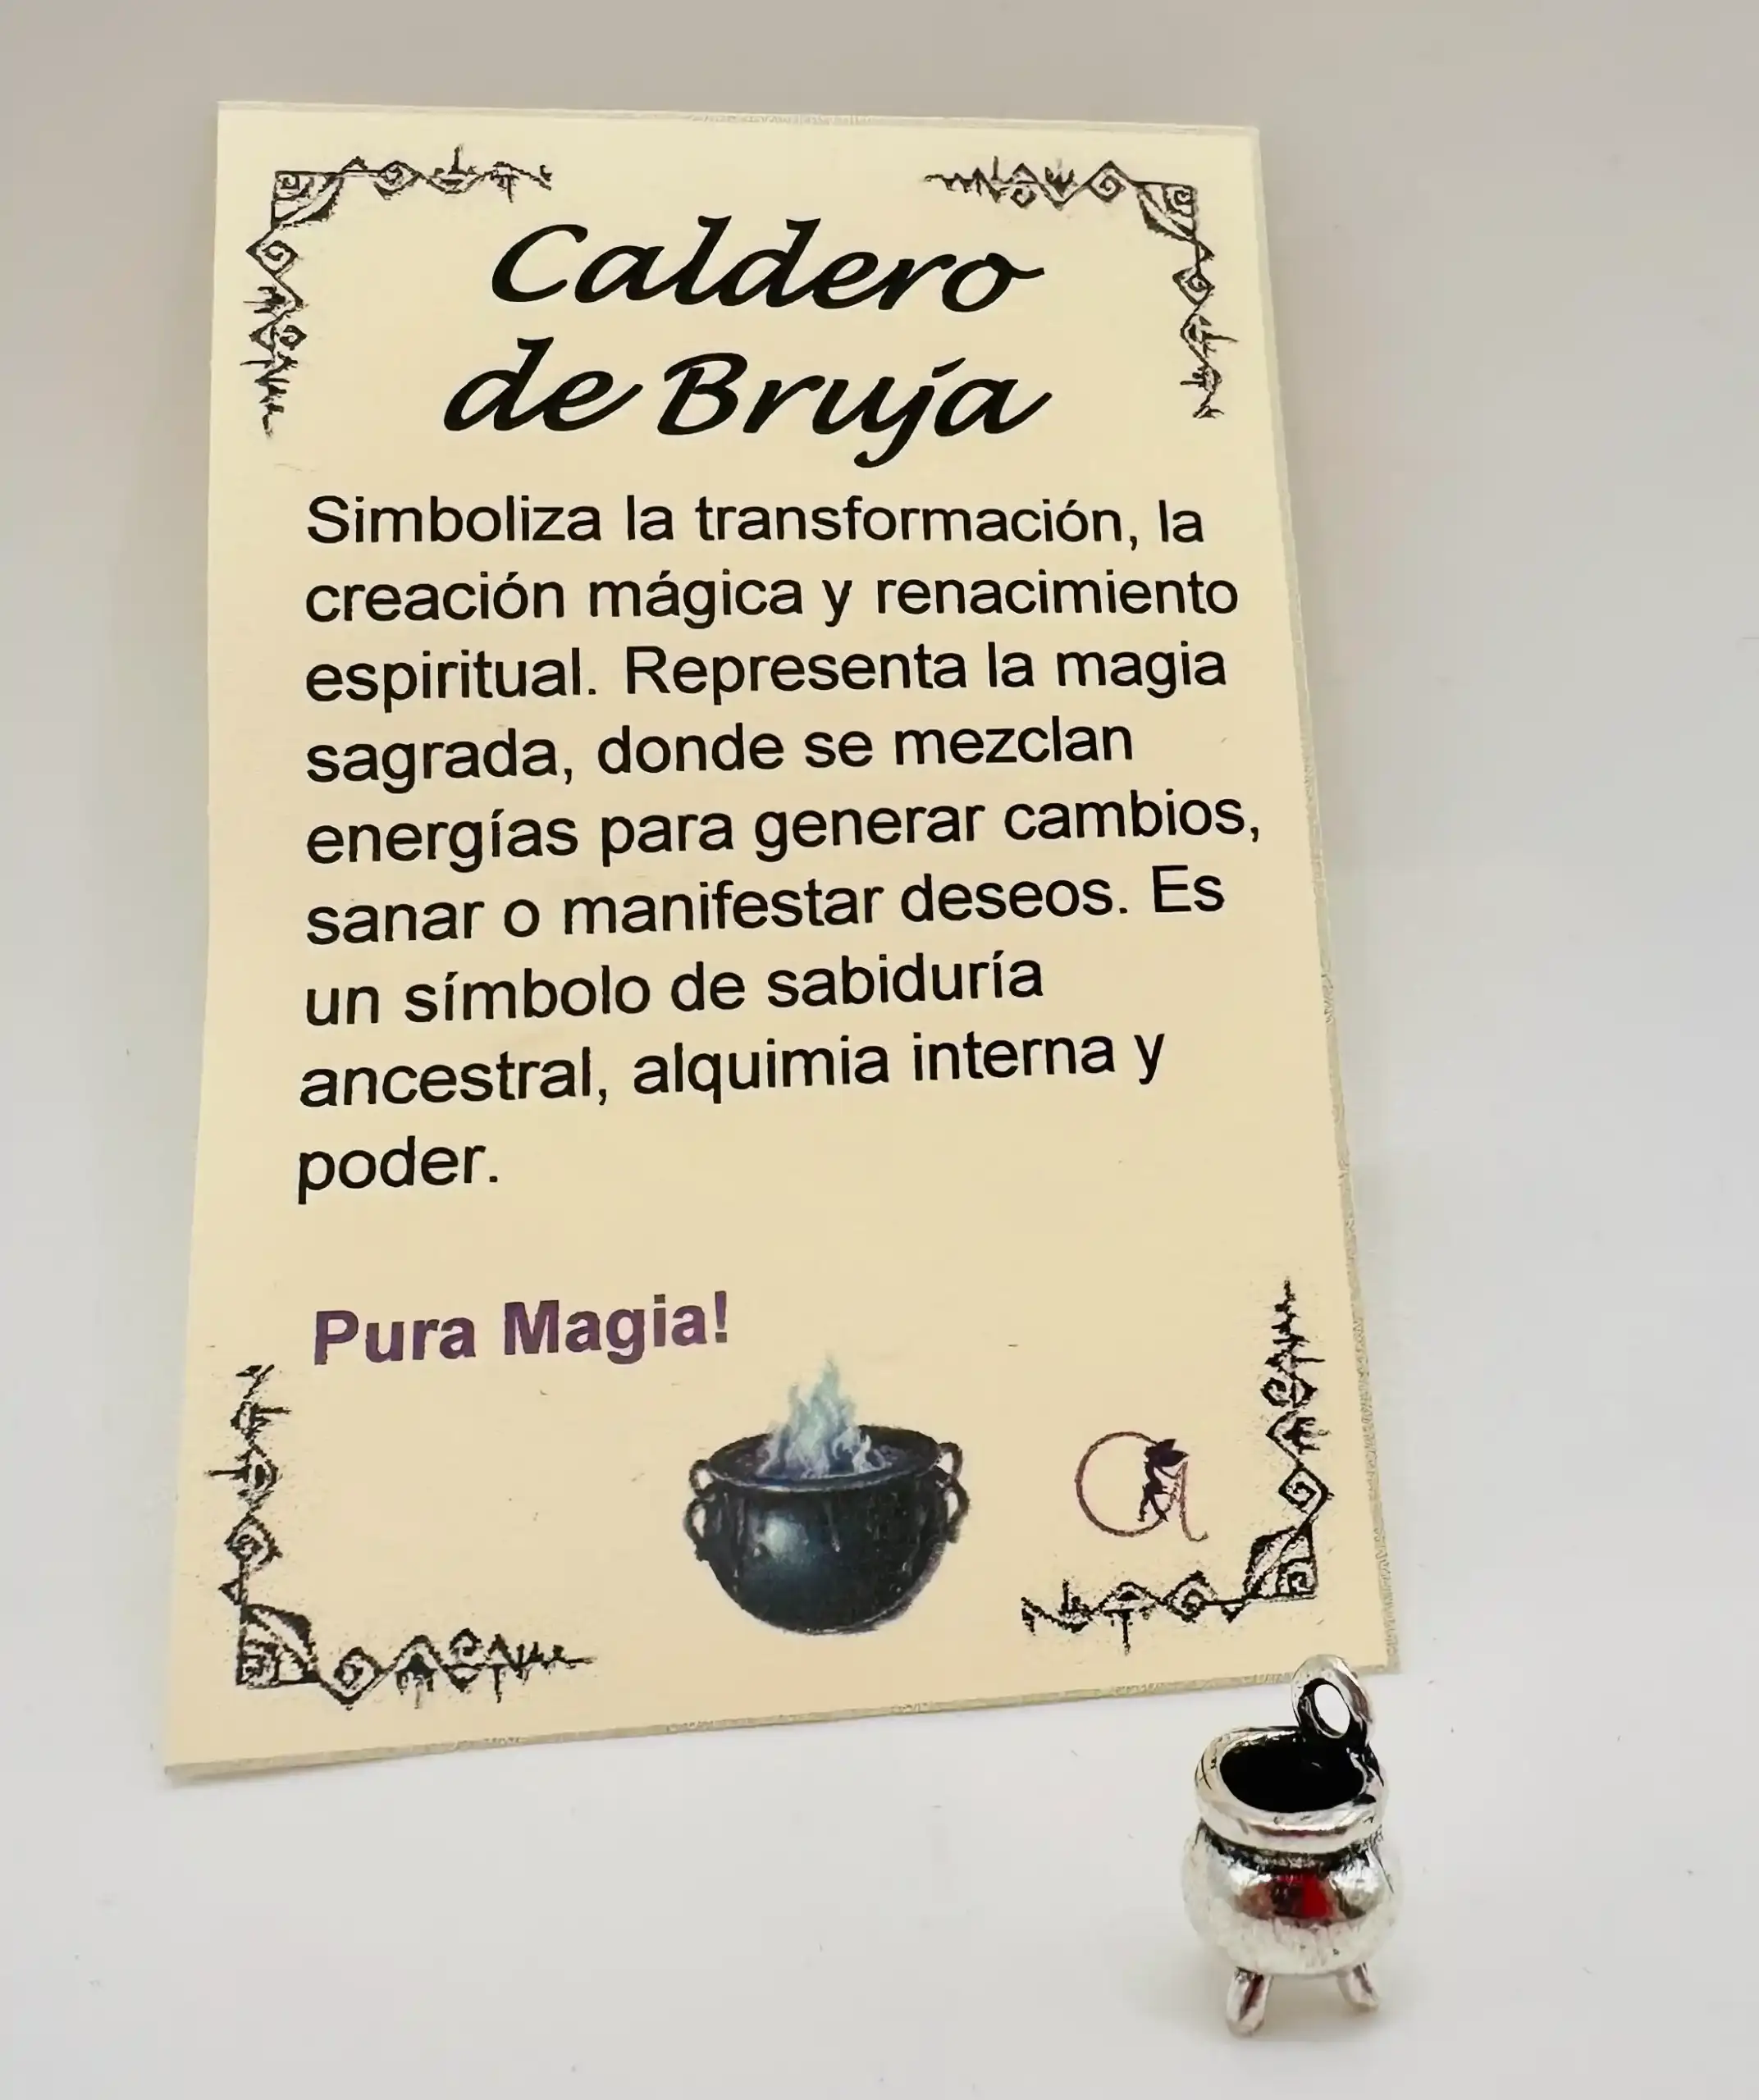 Caldero
de Bruja
Simboliza la transformación, la
creación mágica y renacimiento
espiritual. Representa la magia
sagrada, donde se mezclan
energías para generar cambios,
sanar o manifestar deseos. Es
un símbolo de sabiduría
ancestral, alquimia interna y
poder.
Pura Magia!